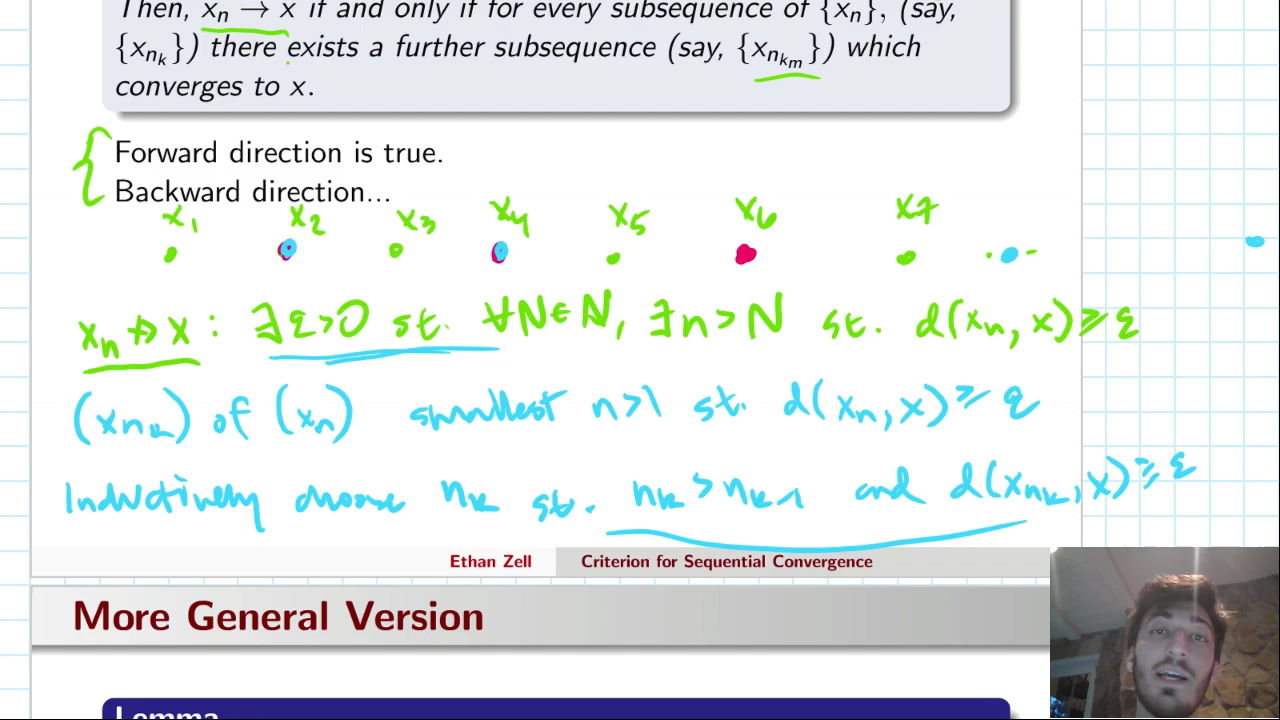 Then, xₙ → x if and only if for every subsequence of {xₙ}, (say,
{xₙₖ}) there exists a further subsequence (say, {xₙₖₘ}) which
converges to x.
Forward direction is true.
Backward direction...
x₁ x₂ x₃ x₄ x₅ x₆ x₇
xₙ ↛ x : ∃ε>0 st. ∀N∈ℕ, ∃n>N st. d(xₙ, x) ≥ ε
(xₙₖ) of (xₙ) smallest n>1 st. d(xₙ, x) ≥ ε
Inductively choose nₖ st. nₖ > nₖ₋₁ and d(xₙₖ, x) ≥ ε
Ethan Zell Criterion for Sequential Convergence
More General Version
Lemma